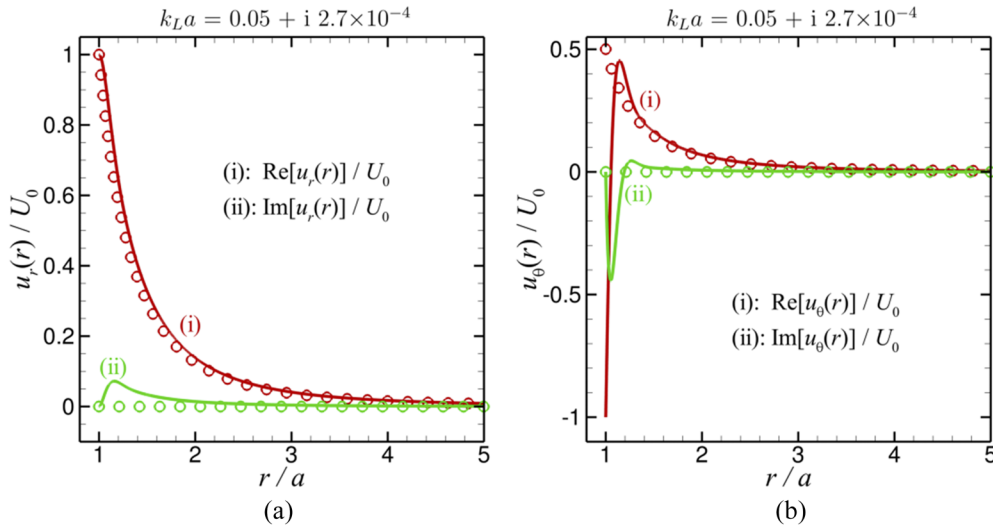 k_L a = 0.05 + i 2.7×10⁻⁴
1
0.8
0.6
0.4
0.2
0
u_r(r) / U_0
(i): Re[u_r(r)] / U_0
(ii): Im[u_r(r)] / U_0
(i)
(ii)
1
2
3
4
5
r / a
(a)
k_L a = 0.05 + i 2.7×10⁻⁴
0.5
0
-0.5
-1
u_θ(r) / U_0
(i)
(ii)
(i): Re[u_θ(r)] / U_0
(ii): Im[u_θ(r)] / U_0
1
2
3
4
5
r / a
(b)